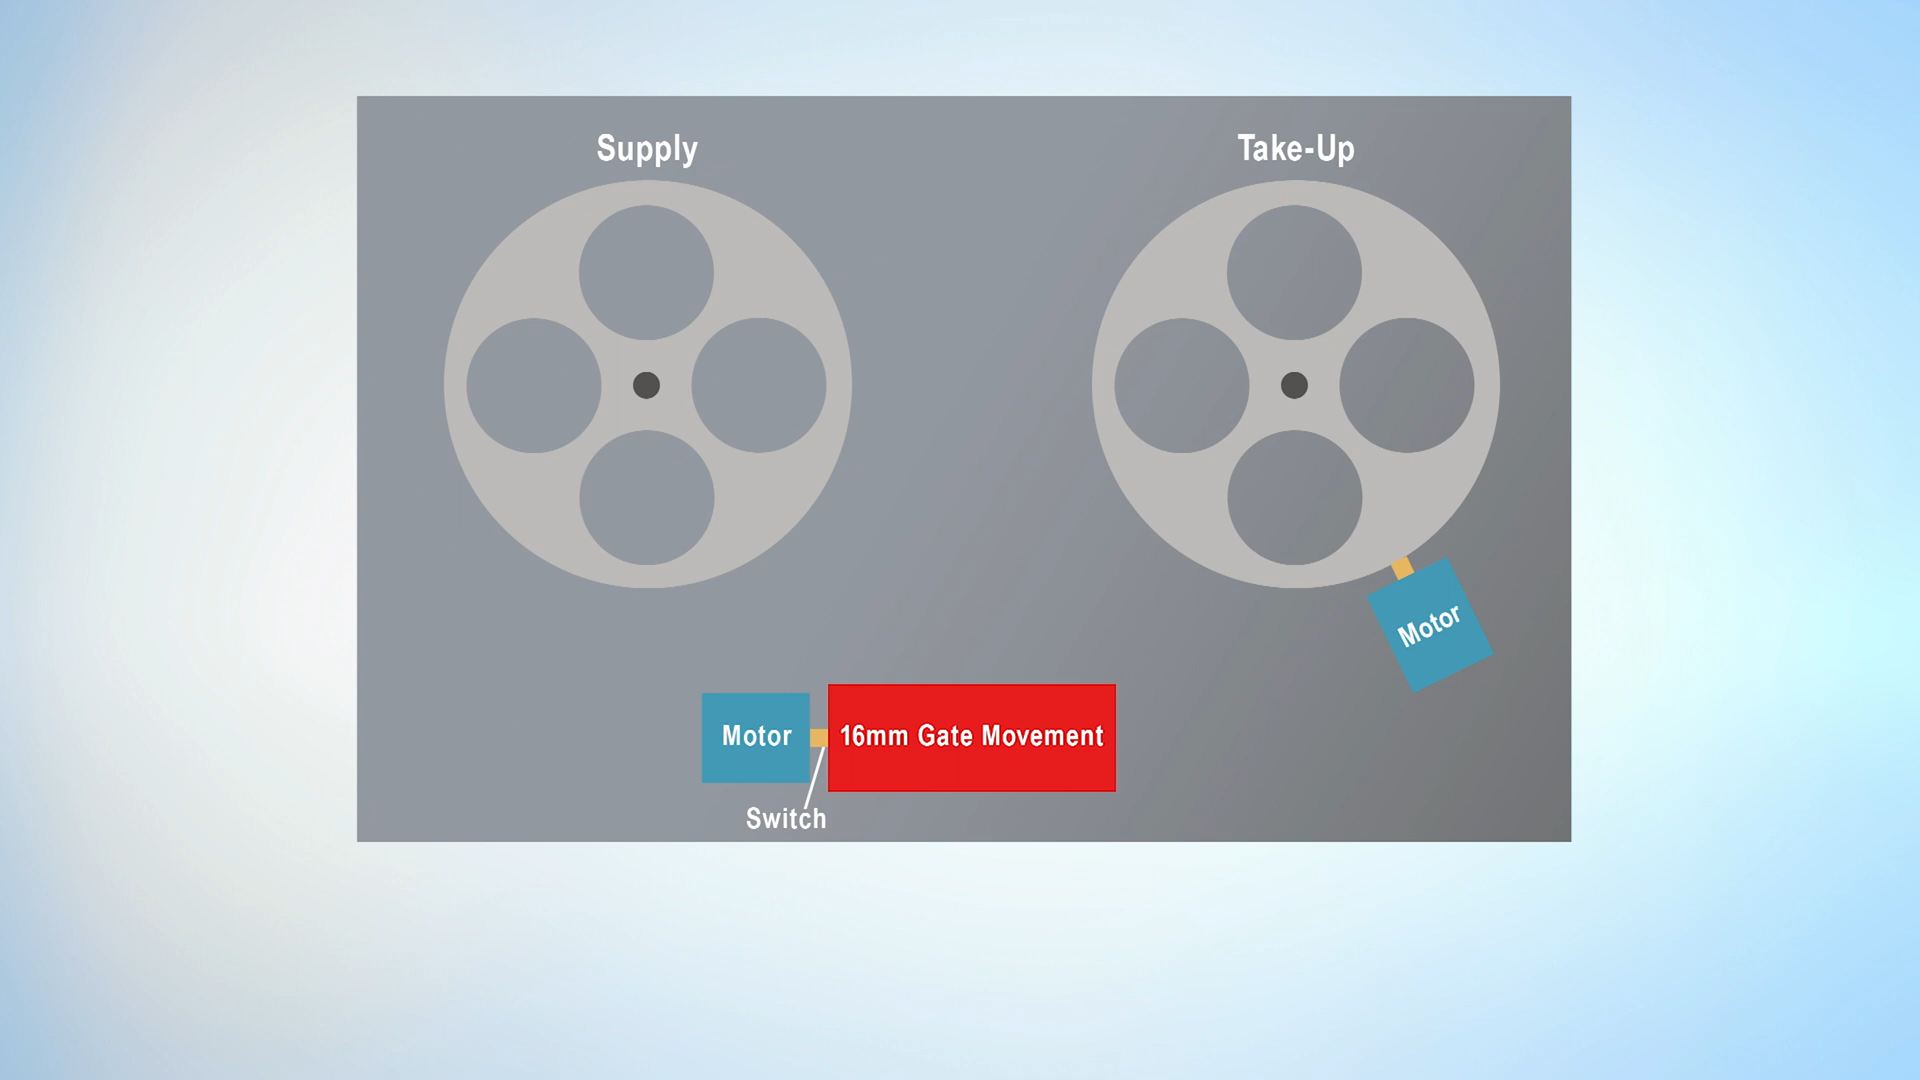 Supply
Take-Up
Motor
Motor
16mm Gate Movement
Switch